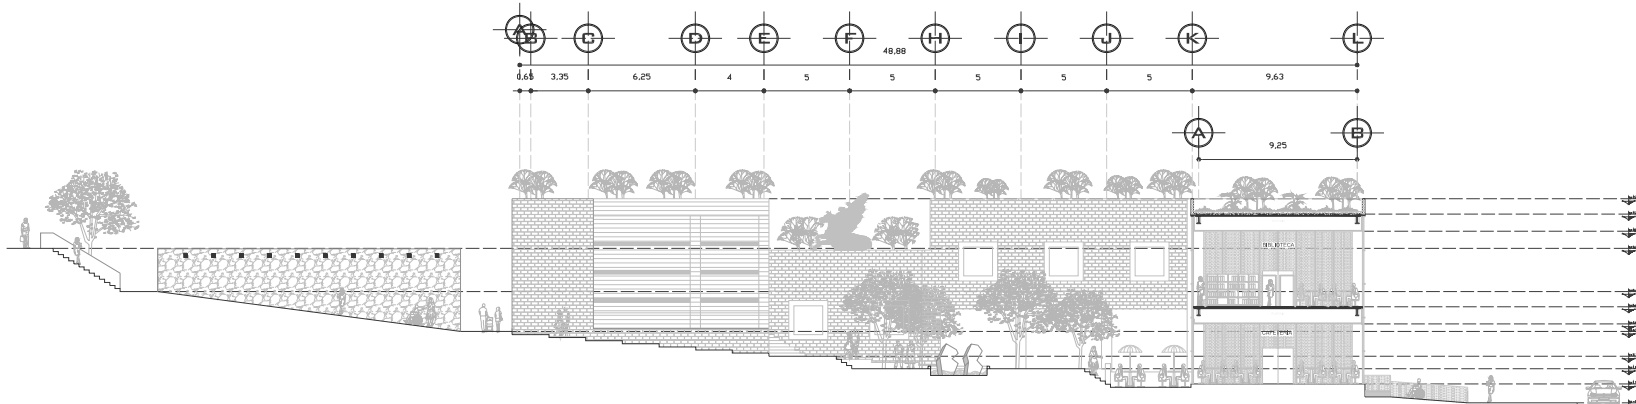 A B C D E F H I J K L
48,88
0.65 3.35 6.25 4 5 5 5 5 5 9.63
A B
9.25
BIBLIOTECA
CAFETERIA